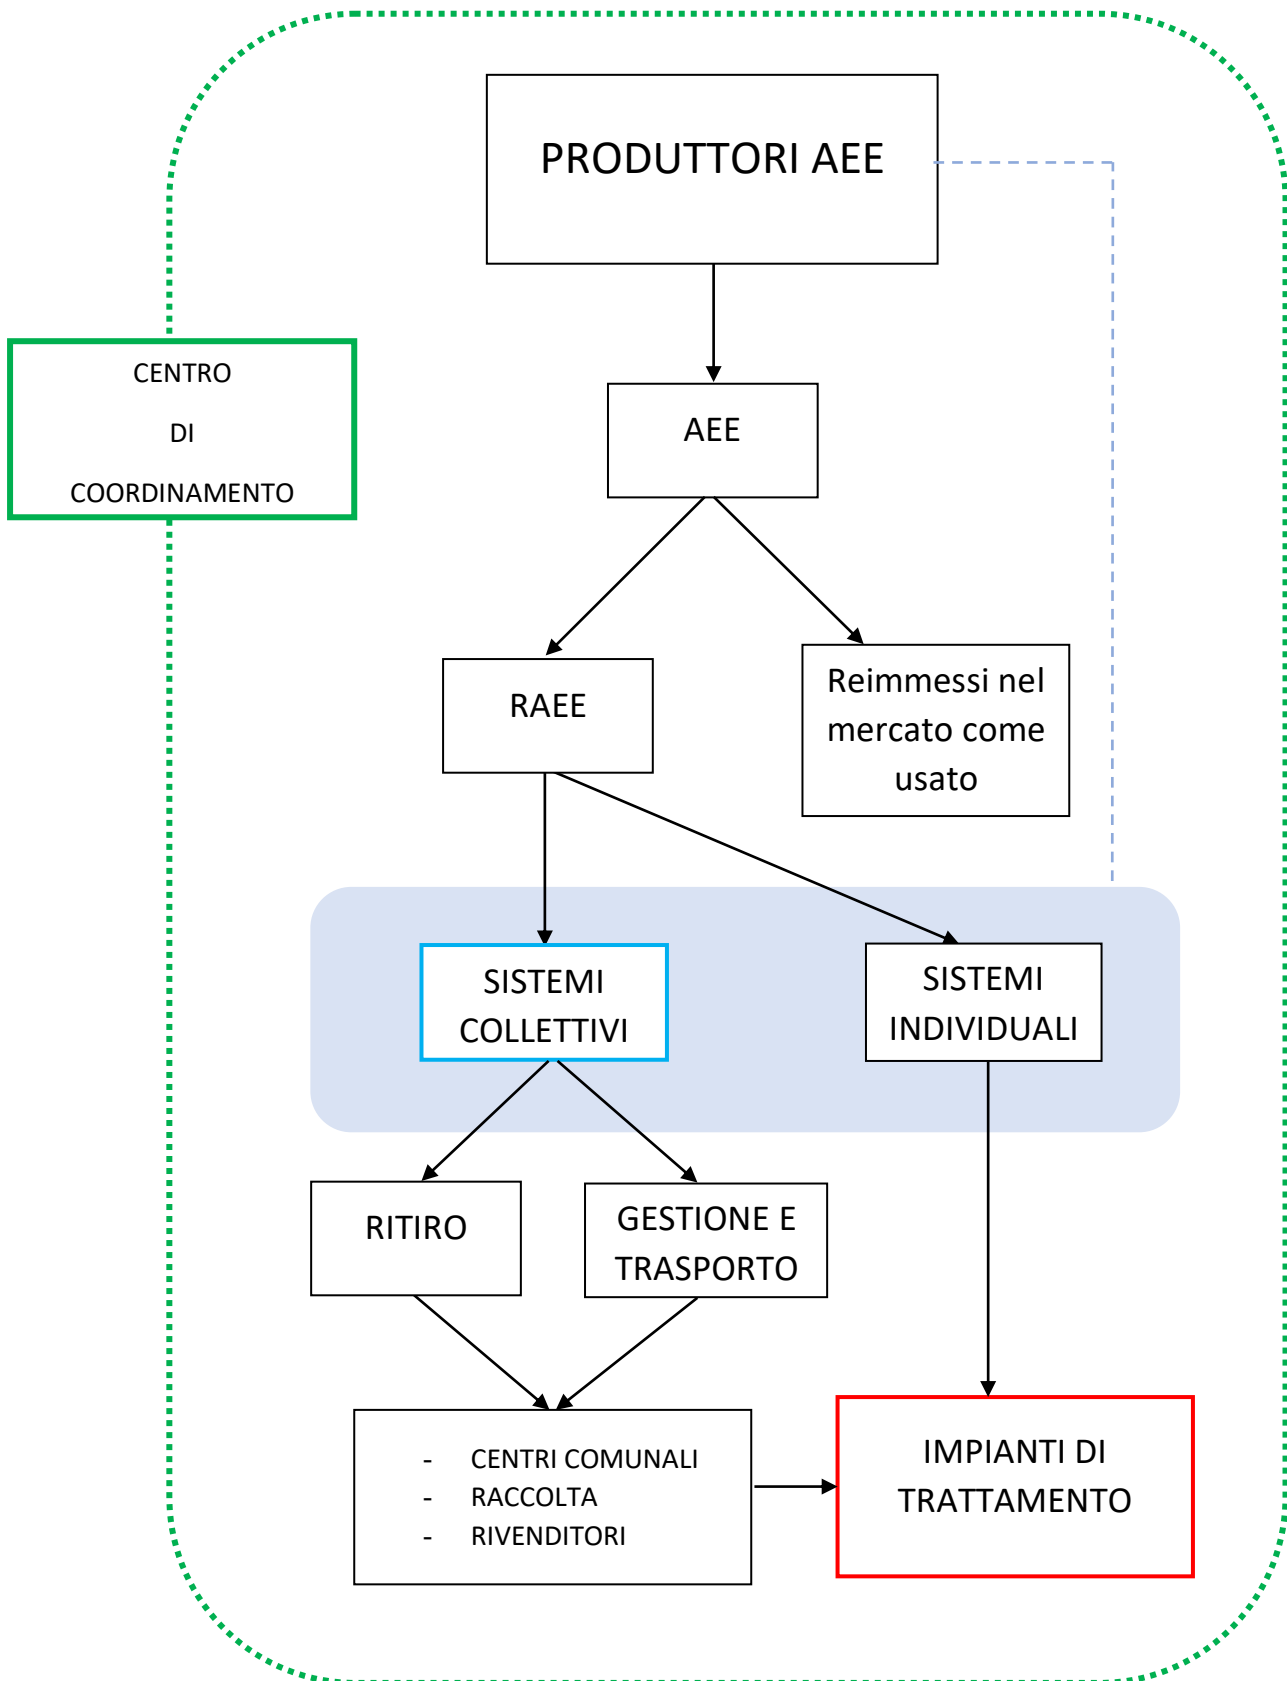 PRODUTTORI AEE
CENTRO
DI
COORDINAMENTO
AEE
RAEE
Reimmessi nel
mercato come
usato
SISTEMI
COLLETTIVI
SISTEMI
INDIVIDUALI
RITIRO
GESTIONE E
TRASPORTO
- CENTRI COMUNALI
- RACCOLTA
- RIVENDITORI
IMPIANTI DI
TRATTAMENTO